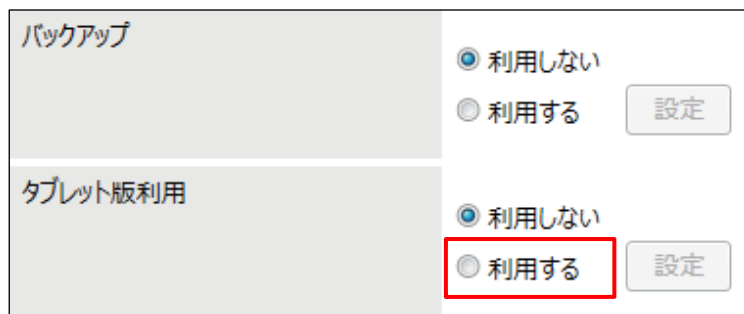 バックアップ
利用しない
利用する 設定
タブレット版利用
利用しない
利用する 設定